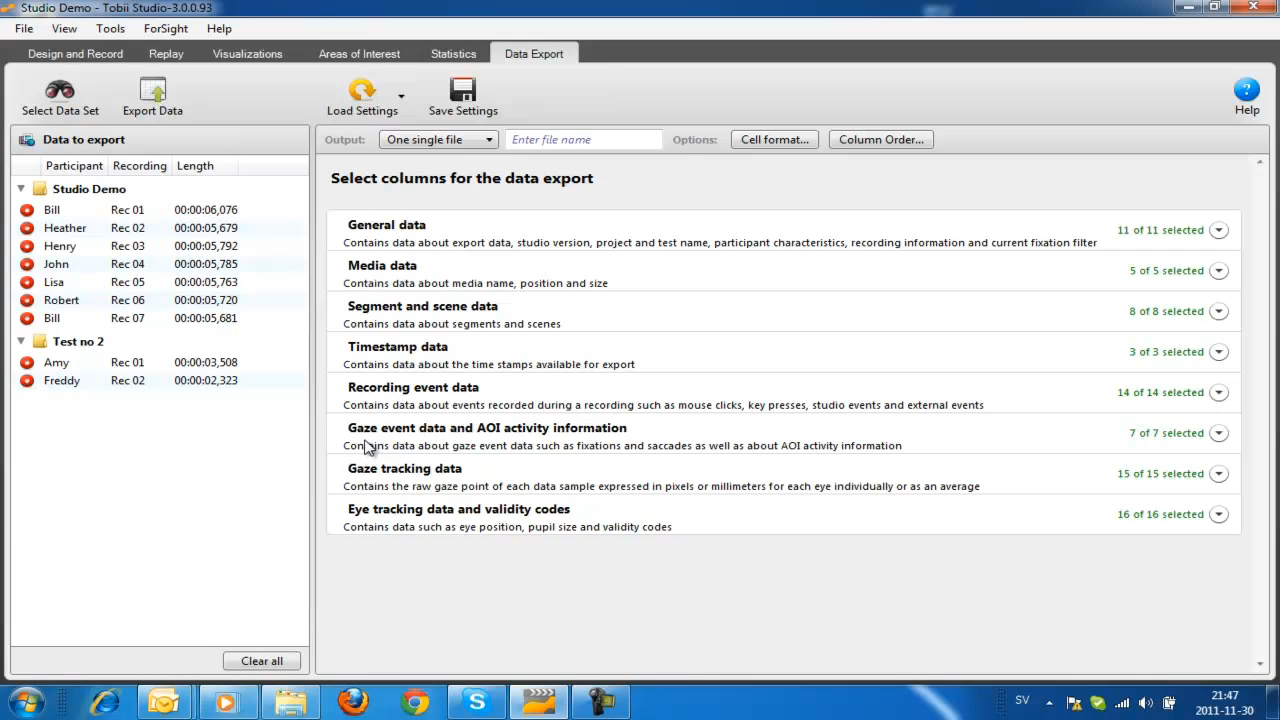 Studio Demo - Tobii Studio-3.0.0.93
File View Tools ForSight Help
Design and Record Replay Visualizations Areas of Interest Statistics Data Export
Select Data Set Export Data Load Settings Save Settings ? Help
Data to export
Output: One single file Enter file name Options: Cell format... Column Order...
Participant Recording Length
Select columns for the data export
Studio Demo
Bill Rec 01 00:00:06,076
Heather Rec 02 00:00:05,679
Henry Rec 03 00:00:05,792
John Rec 04 00:00:05,785
Lisa Rec 05 00:00:05,763
Robert Rec 06 00:00:05,720
Bill Rec 07 00:00:05,681
Test no 2
Amy Rec 01 00:00:03,508
Freddy Rec 02 00:00:02,323
Clear all
General data
11 of 11 selected
Contains data about export data, studio version, project and test name, participant characteristics, recording information and current fixation filter
Media data
5 of 5 selected
Contains data about media name, position and size
Segment and scene data
8 of 8 selected
Contains data about segments and scenes
Timestamp data
3 of 3 selected
Contains data about the time stamps available for export
Recording event data
14 of 14 selected
Contains data about events recorded during a recording such as mouse clicks, key presses, studio events and external events
Gaze event data and AOI activity information
7 of 7 selected
Contains data about gaze event data such as fixations and saccades as well as about AOI activity information
Gaze tracking data
15 of 15 selected
Contains the raw gaze point of each data sample expressed in pixels or millimeters for each eye individually or as an average
Eye tracking data and validity codes
16 of 16 selected
Contains data such as eye position, pupil size and validity codes
SV
21:47
2011-11-30